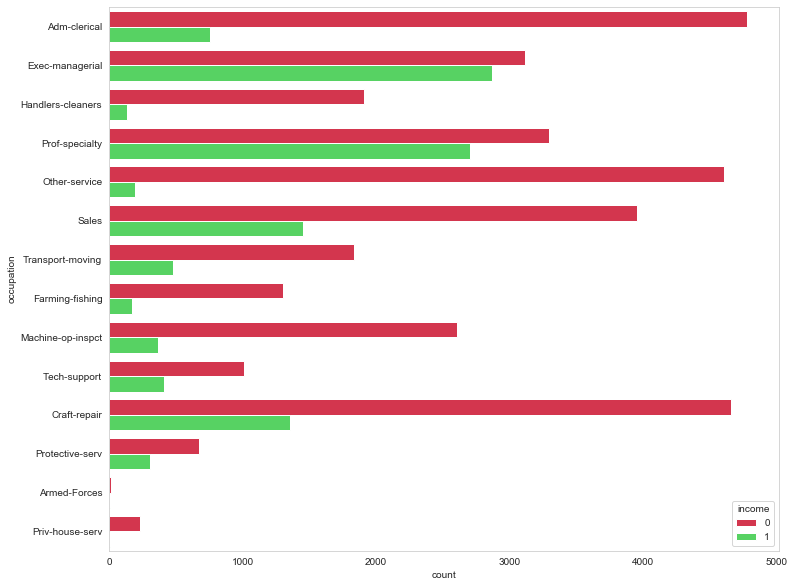 Adm-clerical
Exec-managerial
Handlers-cleaners
Prof-specialty
Other-service
Sales
Transport-moving
Farming-fishing
Machine-op-inspct
Tech-support
Craft-repair
Protective-serv
Armed-Forces
Priv-house-serv
occupation
0 1000 2000 3000 4000 5000
count
income
0
1